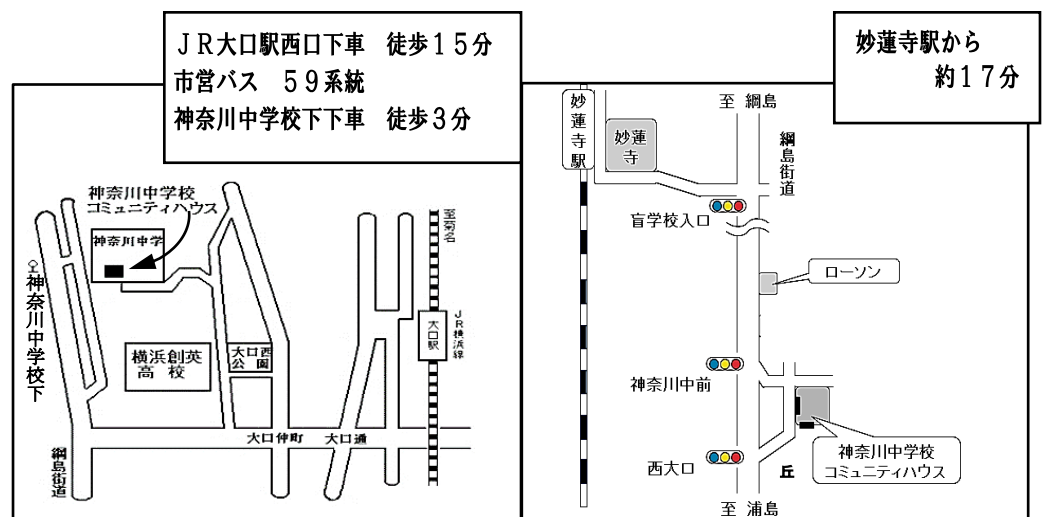 ＪＲ大口駅西口下車　徒歩１５分
市営バス　５９系統
神奈川中学校下下車　徒歩３分
神奈川中学校
コミュニティハウス
神奈川中学
至菊名
神奈川中学校下
ＪＲ横浜線
大口駅
横浜創英
高 校
大口西
公 園
大口仲町
大口通
綱島街道
妙蓮寺駅から
約１７分
妙蓮寺駅
妙蓮
寺
至 綱島
綱島街道
盲学校入口
ローソン
神奈川中前
神奈川中学校
コミュニティハウス
西大口
丘
至 浦島